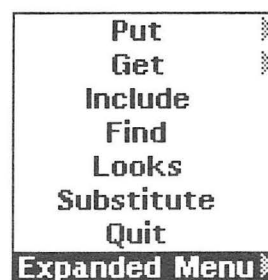 Put
Get
Include
Find
Looks
Substitute
Quit
Expanded Menu